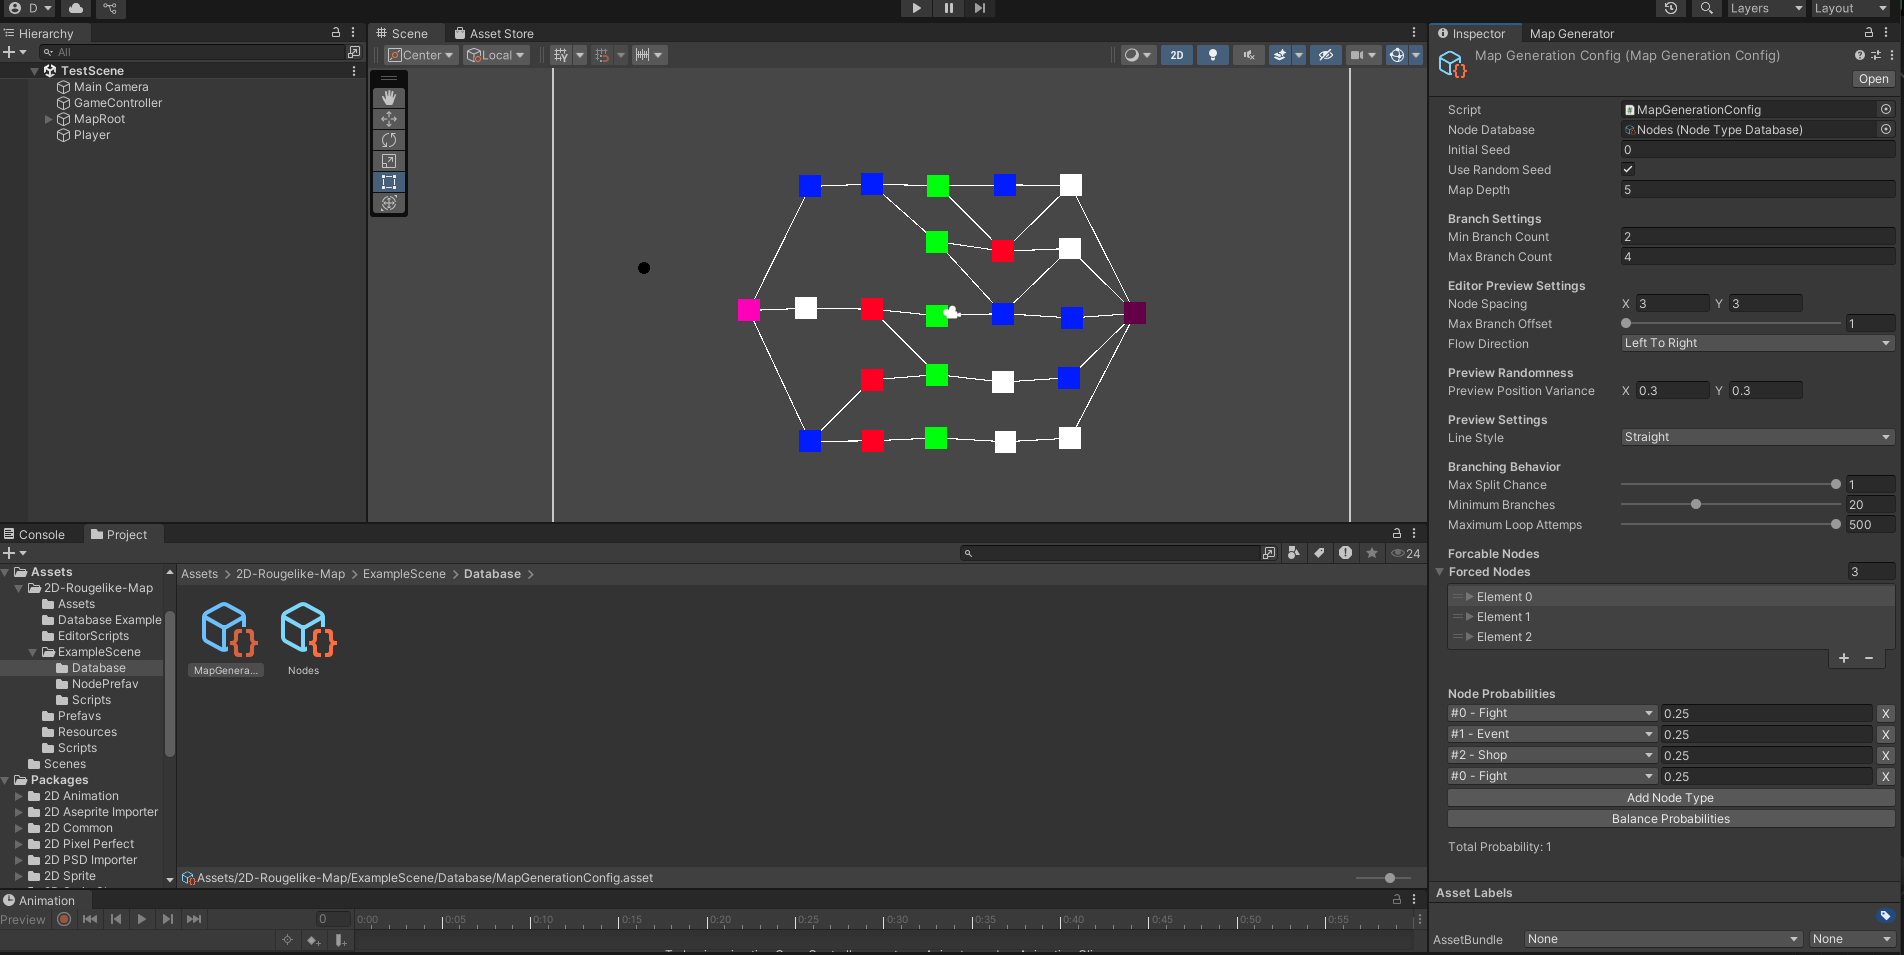 D
Layers
Layout
Hierarchy
All
TestScene
Main Camera
GameController
MapRoot
Player
Scene
Asset Store
Center
Local
2D
Inspector
Map Generator
Map Generation Config (Map Generation Config)
Open
Script
MapGenerationConfig
Node Database
Nodes (Node Type Database)
Initial Seed
0
Use Random Seed
Map Depth
5
Branch Settings
Min Branch Count
2
Max Branch Count
4
Editor Preview Settings
Node Spacing
X 3 Y 3
Max Branch Offset
1
Flow Direction
Left To Right
Preview Randomness
Preview Position Variance
X 0.3 Y 0.3
Preview Settings
Line Style
Straight
Branching Behavior
Max Split Chance
1
Minimum Branches
20
Maximum Loop Attemps
500
Forcable Nodes
Forced Nodes
3
Element 0
Element 1
Element 2
Node Probabilities
#0 - Fight 0.25 X
#1 - Event 0.25 X
#2 - Shop 0.25 X
#0 - Fight 0.25 X
Add Node Type
Balance Probabilities
Total Probability: 1
Asset Labels
AssetBundle None None
Console
Project
24
Assets
2D-Rougelike-Map
Assets
Database Example
EditorScripts
ExampleScene
Database
NodePrefav
Scripts
Prefavs
Resources
Scripts
Scenes
Packages
2D Animation
2D Aseprite Importer
2D Common
2D Pixel Perfect
2D PSD Importer
2D Sprite
Assets > 2D-Rougelike-Map > ExampleScene > Database >
MapGenera...
Nodes
Assets/2D-Rougelike-Map/ExampleScene/Database/MapGenerationConfig.asset
Animation
Preview
0
0:00 0:05 0:10 0:15 0:20 0:25 0:30 0:35 0:40 0:45 0:50 0:55